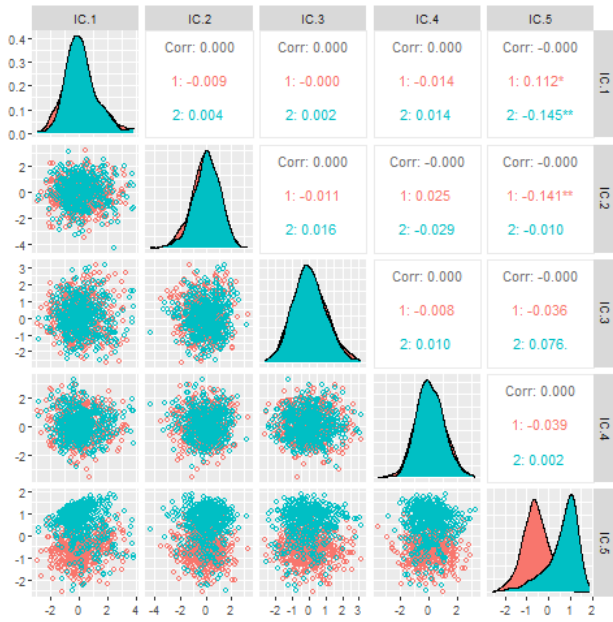 IC.1 IC.2 IC.3 IC.4 IC.5
0.4 Corr: 0.000 Corr: 0.000 Corr: 0.000 Corr: -0.000
0.3 1: -0.009 1: -0.000 1: -0.014 1: 0.112* IC.1
0.2
0.1 2: 0.004 2: 0.002 2: 0.014 2: -0.145**
0.0
2 Corr: 0.000 Corr: -0.000 Corr: -0.000
0 1: -0.011 1: 0.025 1: -0.141** IC.2
-2
-4 2: 0.016 2: -0.029 2: -0.010
3 Corr: 0.000 Corr: -0.000
2
1 1: -0.008 1: -0.036 IC.3
0
-1 2: 0.010 2: 0.076.
-2
2 Corr: 0.000
0 1: -0.039 IC.4
-2 2: 0.002
2
1
0 IC.5
-1
-2
-2 0 2 4 -4 -2 0 2 -2 -1 0 1 2 3 -2 0 2 -2 -1 0 1 2